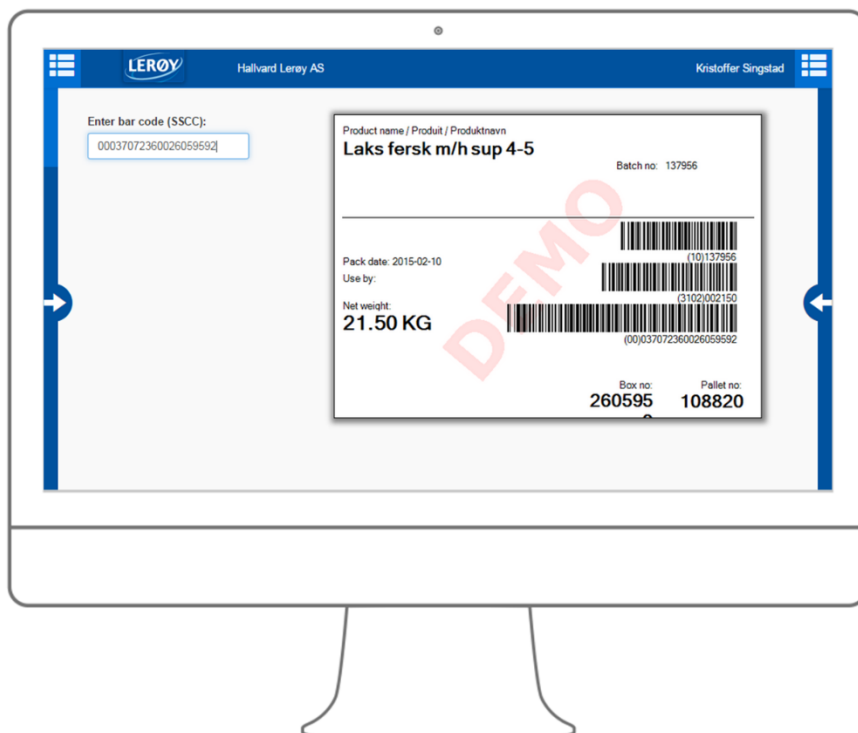 LERØY
Hallvard Lerøy AS
Kristoffer Singstad
Enter bar code (SSCC):
00037072360026059592
Product name / Produit / Produktnavn
Laks fersk m/h sup 4-5
Batch no: 137956
DEMO
(10)137956
Pack date: 2015-02-10
Use by:
(3102)002150
Net weight:
21.50 KG
(00)037072360026059592
Box no: Pallet no:
260595 108820